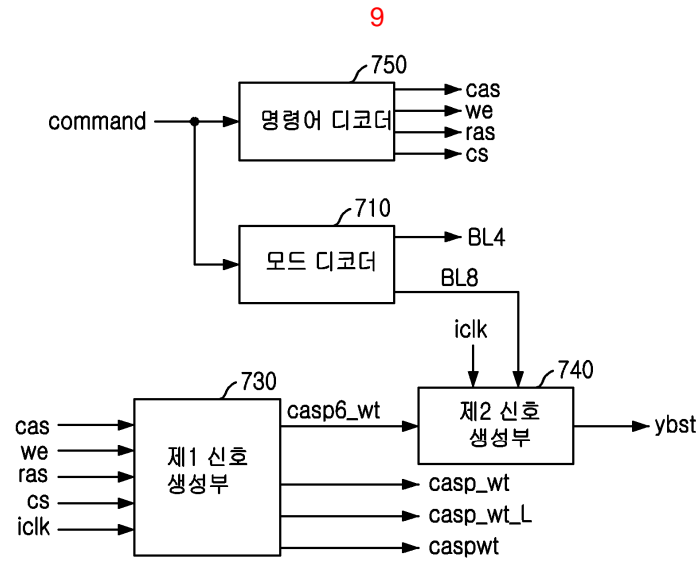 9
750
command
명령어 디코더
cas
we
ras
cs
710
모드 디코더
BL4
BL8
iclk
740
730
casp6_wt
제2 신호
생성부
ybst
cas
we
ras
cs
iclk
제1 신호
생성부
casp_wt
casp_wt_L
caspwt